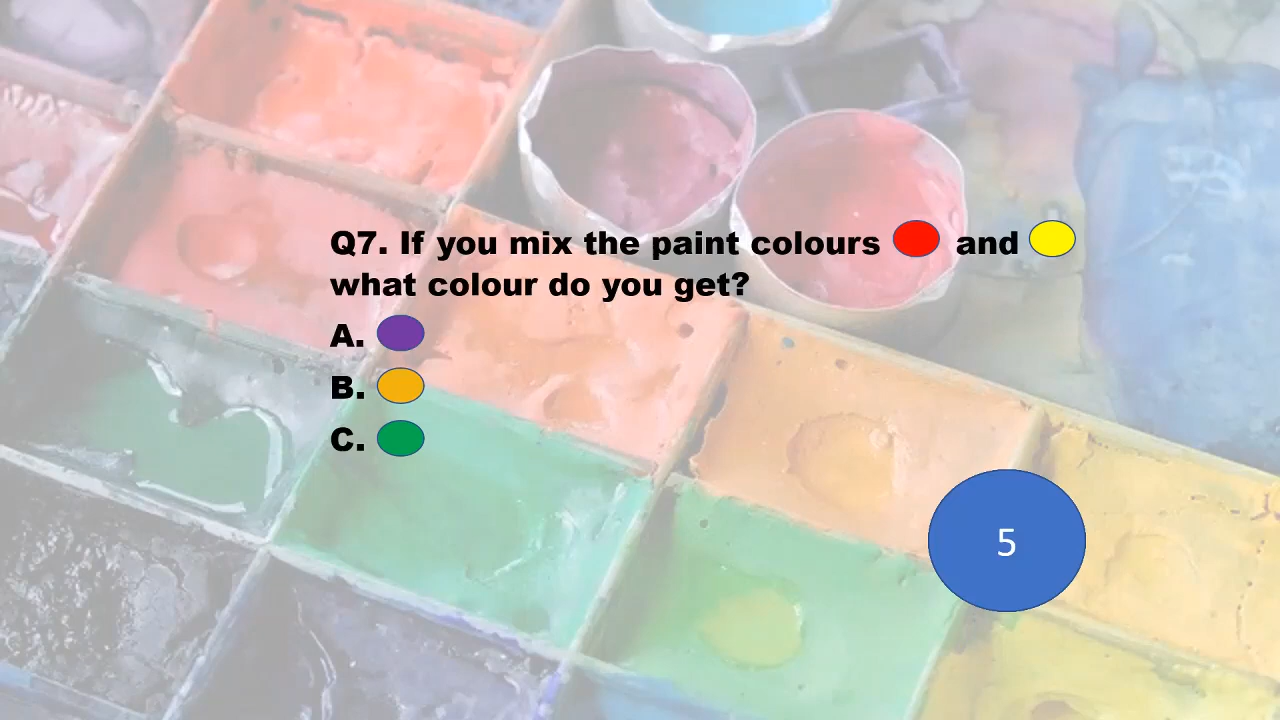 Q7. If you mix the paint colours and
what colour do you get?
A.
B.
C.
5